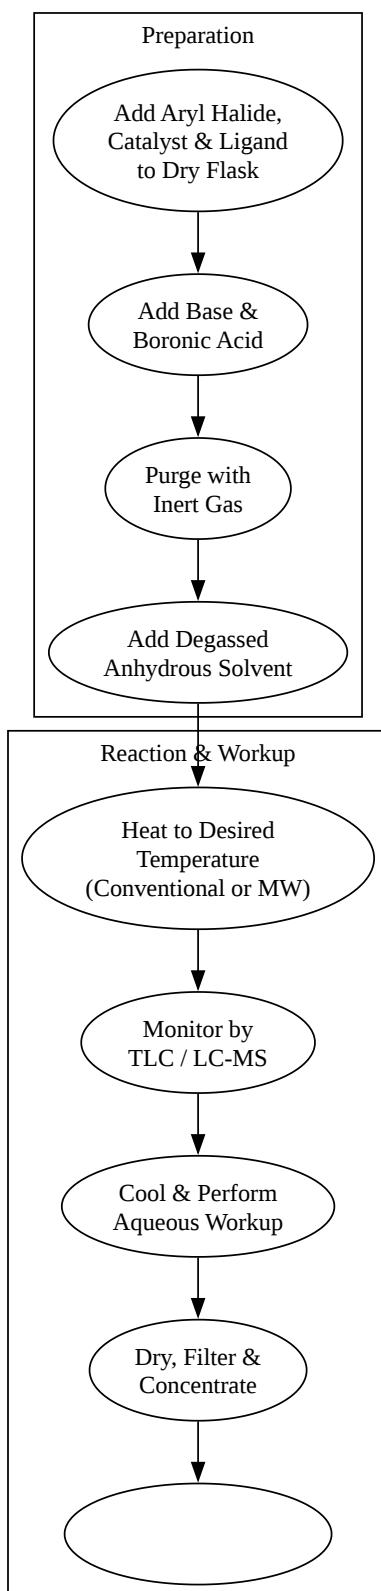 Preparation
Add Aryl Halide,
Catalyst & Ligand
to Dry Flask
Add Base &
Boronic Acid
Purge with
Inert Gas
Add Degassed
Anhydrous Solvent
Reaction & Workup
Heat to Desired
Temperature
(Conventional or MW)
Monitor by
TLC / LC-MS
Cool & Perform
Aqueous Workup
Dry, Filter &
Concentrate